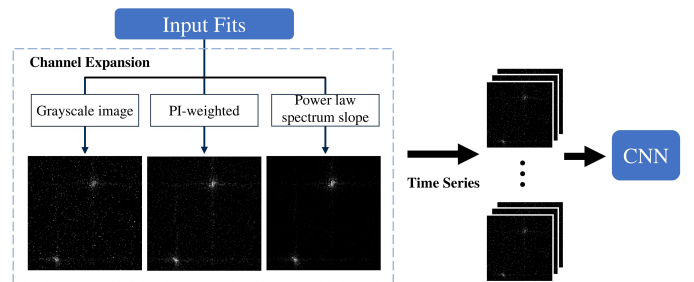 Input Fits
Channel Expansion
Grayscale image
PI-weighted
Power law
spectrum slope
Time Series
CNN